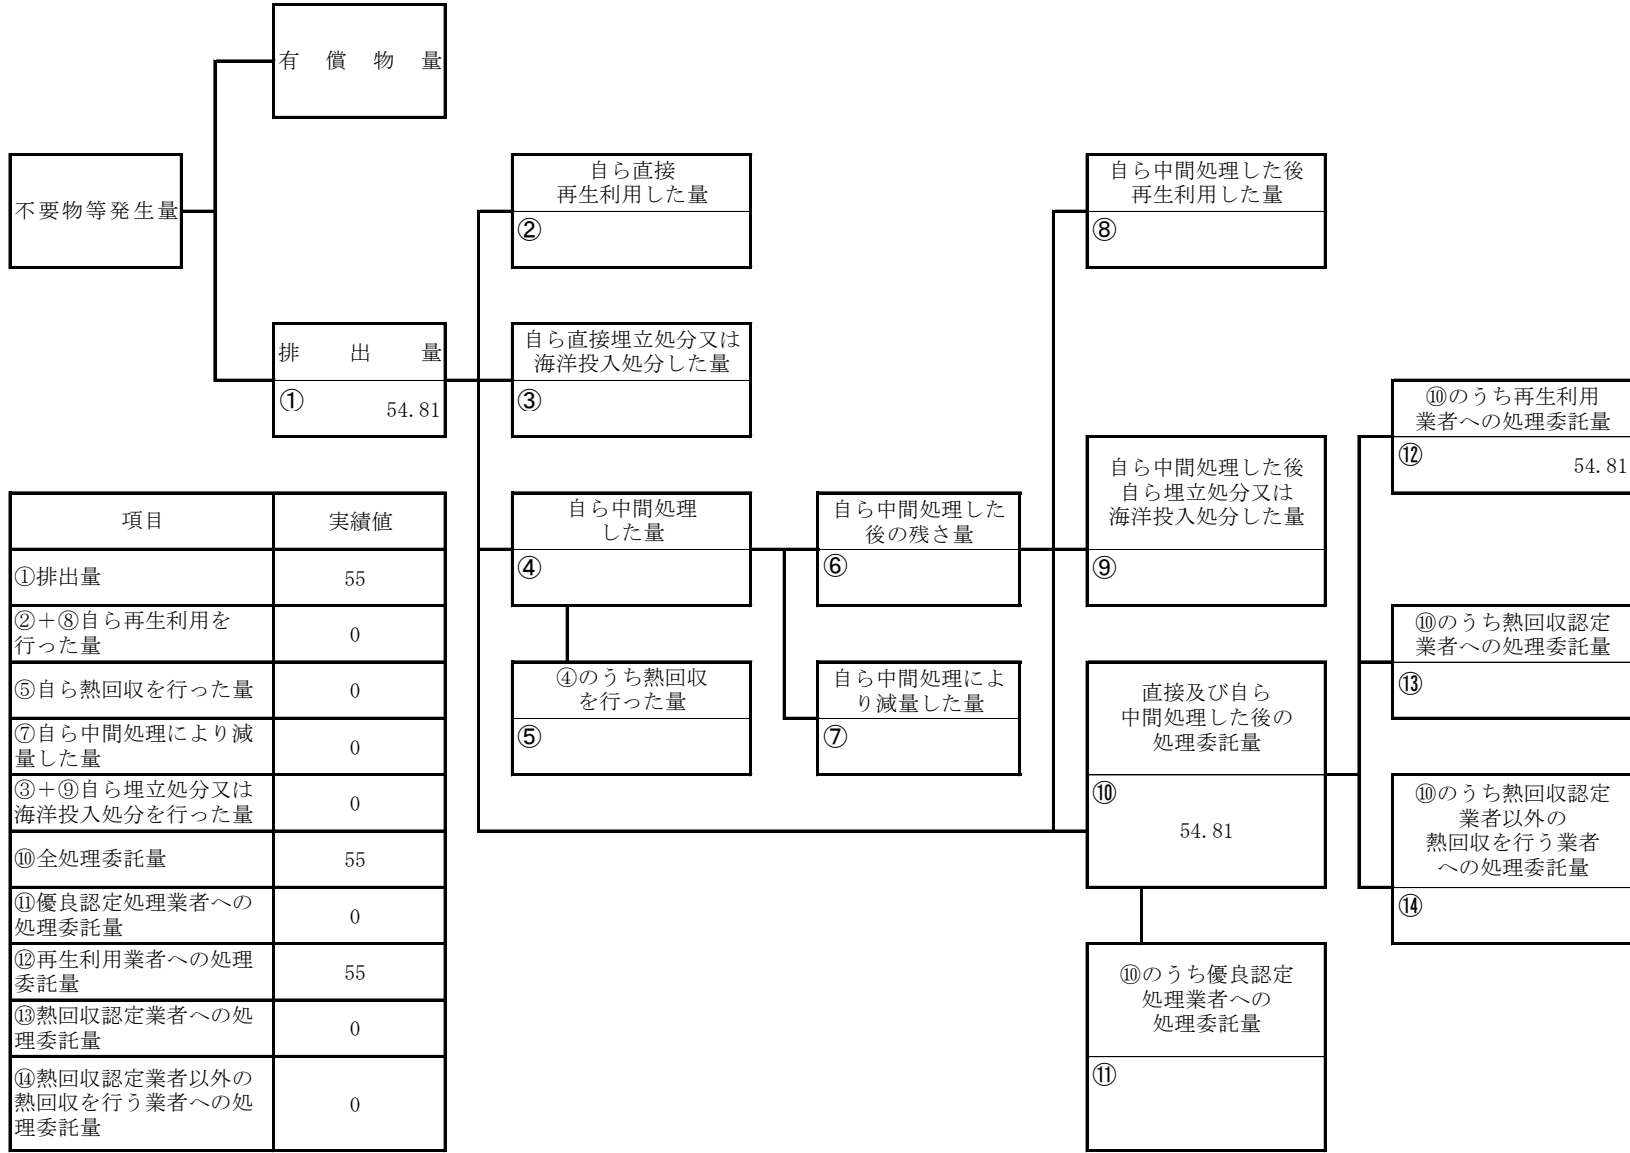 有償物量
不要物等発生量
排出量
① 54.81
自ら直接
再生利用した量
②
自ら直接埋立処分又は
海洋投入処分した量
③
自ら中間処理
した量
④
④のうち熱回収
を行った量
⑤
自ら中間処理した
後の残さ量
⑥
自ら中間処理によ
り減量した量
⑦
自ら中間処理した後
再生利用した量
⑧
自ら中間処理した後
自ら埋立処分又は
海洋投入処分した量
⑨
直接及び自ら
中間処理した後の
処理委託量
⑩
54.81
⑩のうち優良認定
処理業者への
処理委託量
⑪
⑩のうち再生利用
業者への処理委託量
⑫ 54.81
⑩のうち熱回収認定
業者への処理委託量
⑬
⑩のうち熱回収認定
業者以外の
熱回収を行う業者
への処理委託量
⑭
項目 実績値
①排出量 55
②＋⑧自ら再生利用を
行った量 0
⑤自ら熱回収を行った量 0
⑦自ら中間処理により減
量した量 0
③＋⑨自ら埋立処分又は
海洋投入処分を行った量 0
⑩全処理委託量 55
⑪優良認定処理業者への
処理委託量 0
⑫再生利用業者への処理
委託量 55
⑬熱回収認定業者への処
理委託量 0
⑭熱回収認定業者以外の
熱回収を行う業者への処
理委託量 0